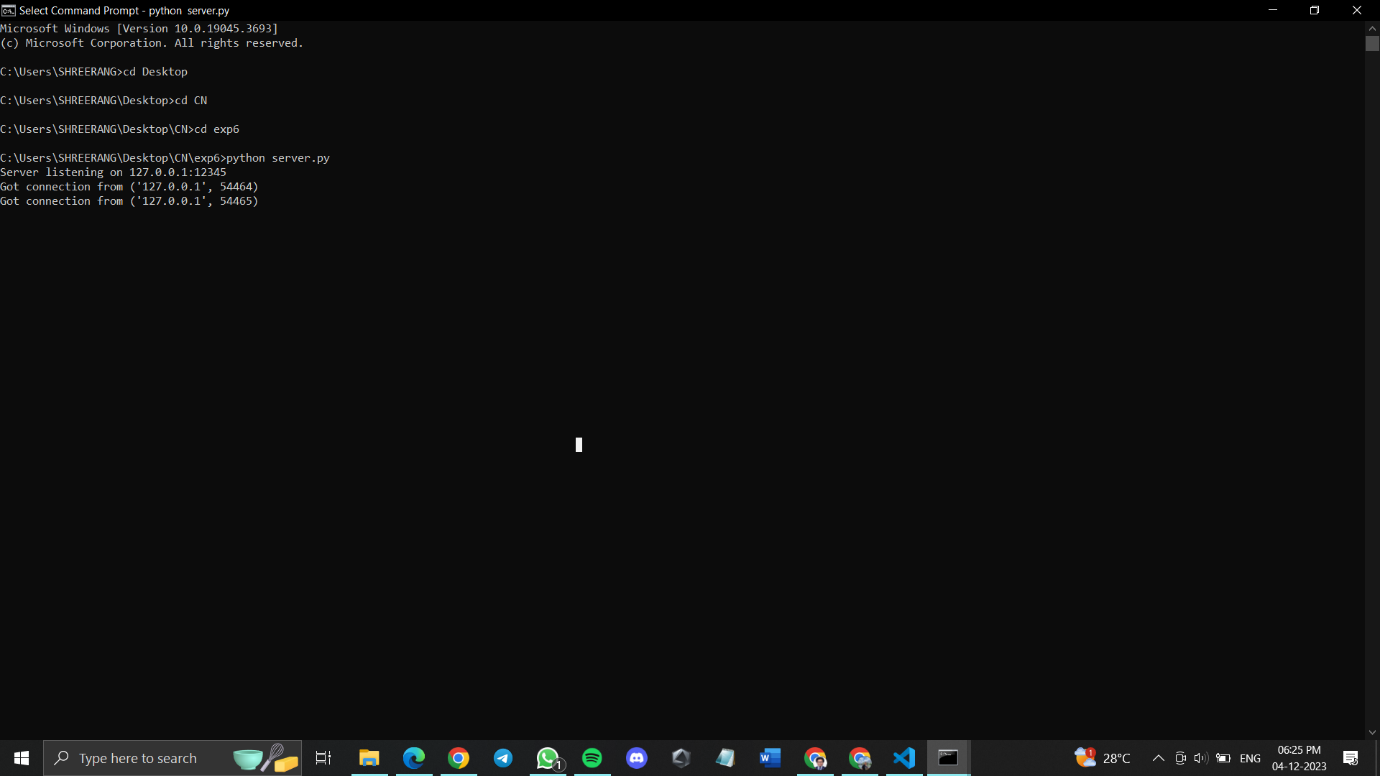 Select Command Prompt - python server.py
Microsoft Windows [Version 10.0.19045.3693]
(c) Microsoft Corporation. All rights reserved.
C:\Users\SHREERANG>cd Desktop
C:\Users\SHREERANG\Desktop>cd CN
C:\Users\SHREERANG\Desktop\CN>cd exp6
C:\Users\SHREERANG\Desktop\CN\exp6>python server.py
Server listening on 127.0.0.1:12345
Got connection from ('127.0.0.1', 54464)
Got connection from ('127.0.0.1', 54465)
Type here to search
1
1
28°C
ENG
06:25 PM
04-12-2023